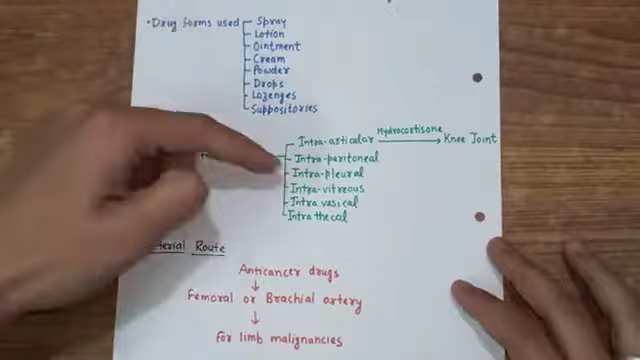 • Drug forms used
Spray
Lotion
Ointment
Cream
Powder
Drops
Lozenges
Suppositories
Intra-articular Hydrocortisone → Knee Joint
Intra-peritoneal
Intra-pleural
Intra-vitreous
Intra vesical
Intra thecal
Route
Anticancer drugs
↓
Femoral or Brachial artery
↓
For limb malignancies